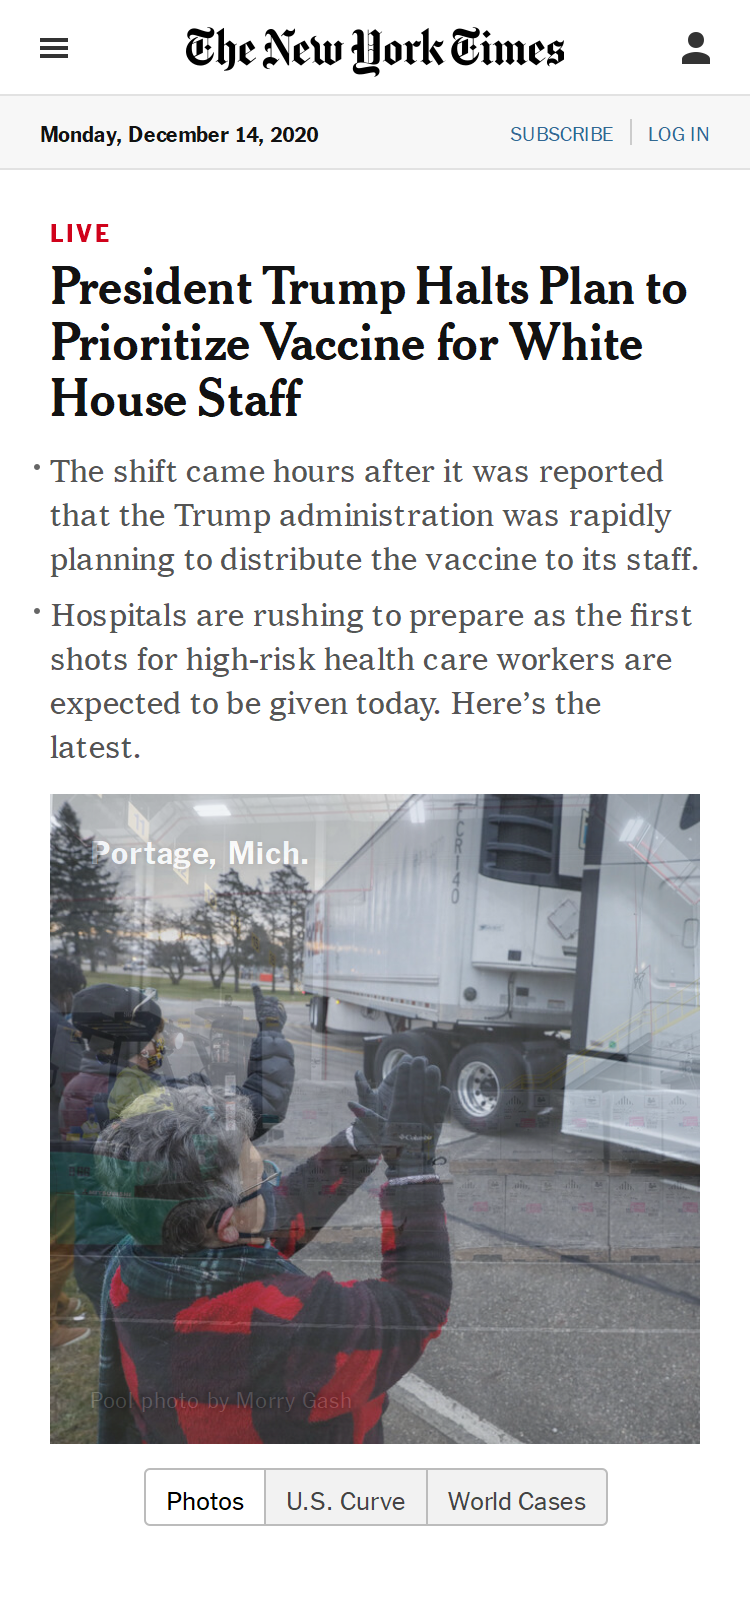 The New York Times
Monday, December 14, 2020
SUBSCRIBE
LOG IN
LIVE
President Trump Halts Plan to
Prioritize Vaccine for White
House Staff
• The shift came hours after it was reported
that the Trump administration was rapidly
planning to distribute the vaccine to its staff.
• Hospitals are rushing to prepare as the first
shots for high-risk health care workers are
expected to be given today. Here’s the
latest.
Portage, Mich.
TCR140
Pool photo by Morry Gash
Photos
U.S. Curve
World Cases